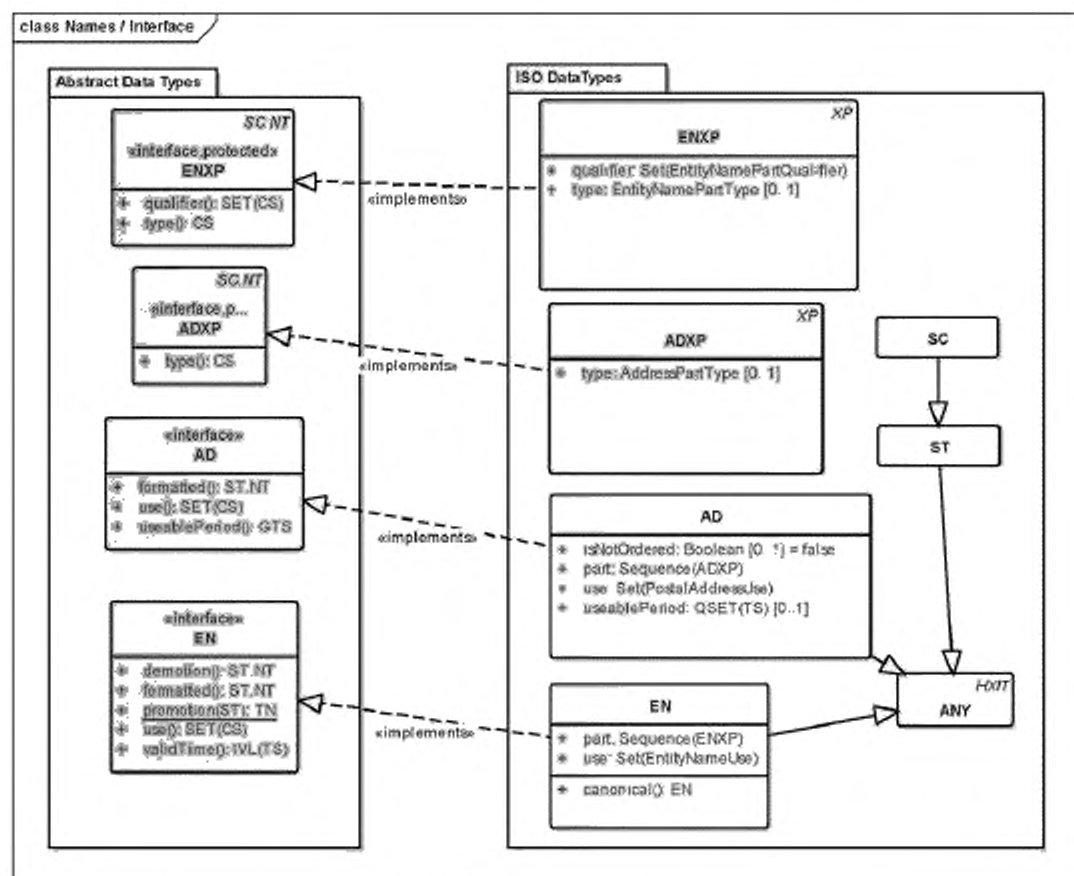 class Names / Interface
Abstract Data Types
SC.NT
«interface,protected»
ENXP
+ qualifier(): SET(CS)
+ type(): CS
SC.NT
«interface,p...
ADXP
+ type(): CS
«interface»
AD
+ formatted(): ST.NT
+ use(): SET(CS)
+ useablePeriod(): GTS
«interface»
EN
+ demotion(): ST.NT
+ formatted(): ST.NT
+ promotion(ST): TN
+ use(): SET(CS)
+ validTime(): IVL(TS)
«implements»
«implements»
«implements»
«implements»
ISO DataTypes
XP
ENXP
+ qualifier: Set(EntityNamePartQualifier)
+ type: EntityNamePartType [0..1]
XP
ADXP
+ type: AddressPartType [0..1]
AD
+ isNotOrdered: Boolean [0..1] = false
+ part: Sequence(ADXP)
+ use: Set(PostalAddressUse)
+ useablePeriod: QSET(TS) [0..1]
EN
+ part: Sequence(ENXP)
+ use: Set(EntityNameUse)
+ canonical(): EN
SC
ST
HXIT
ANY